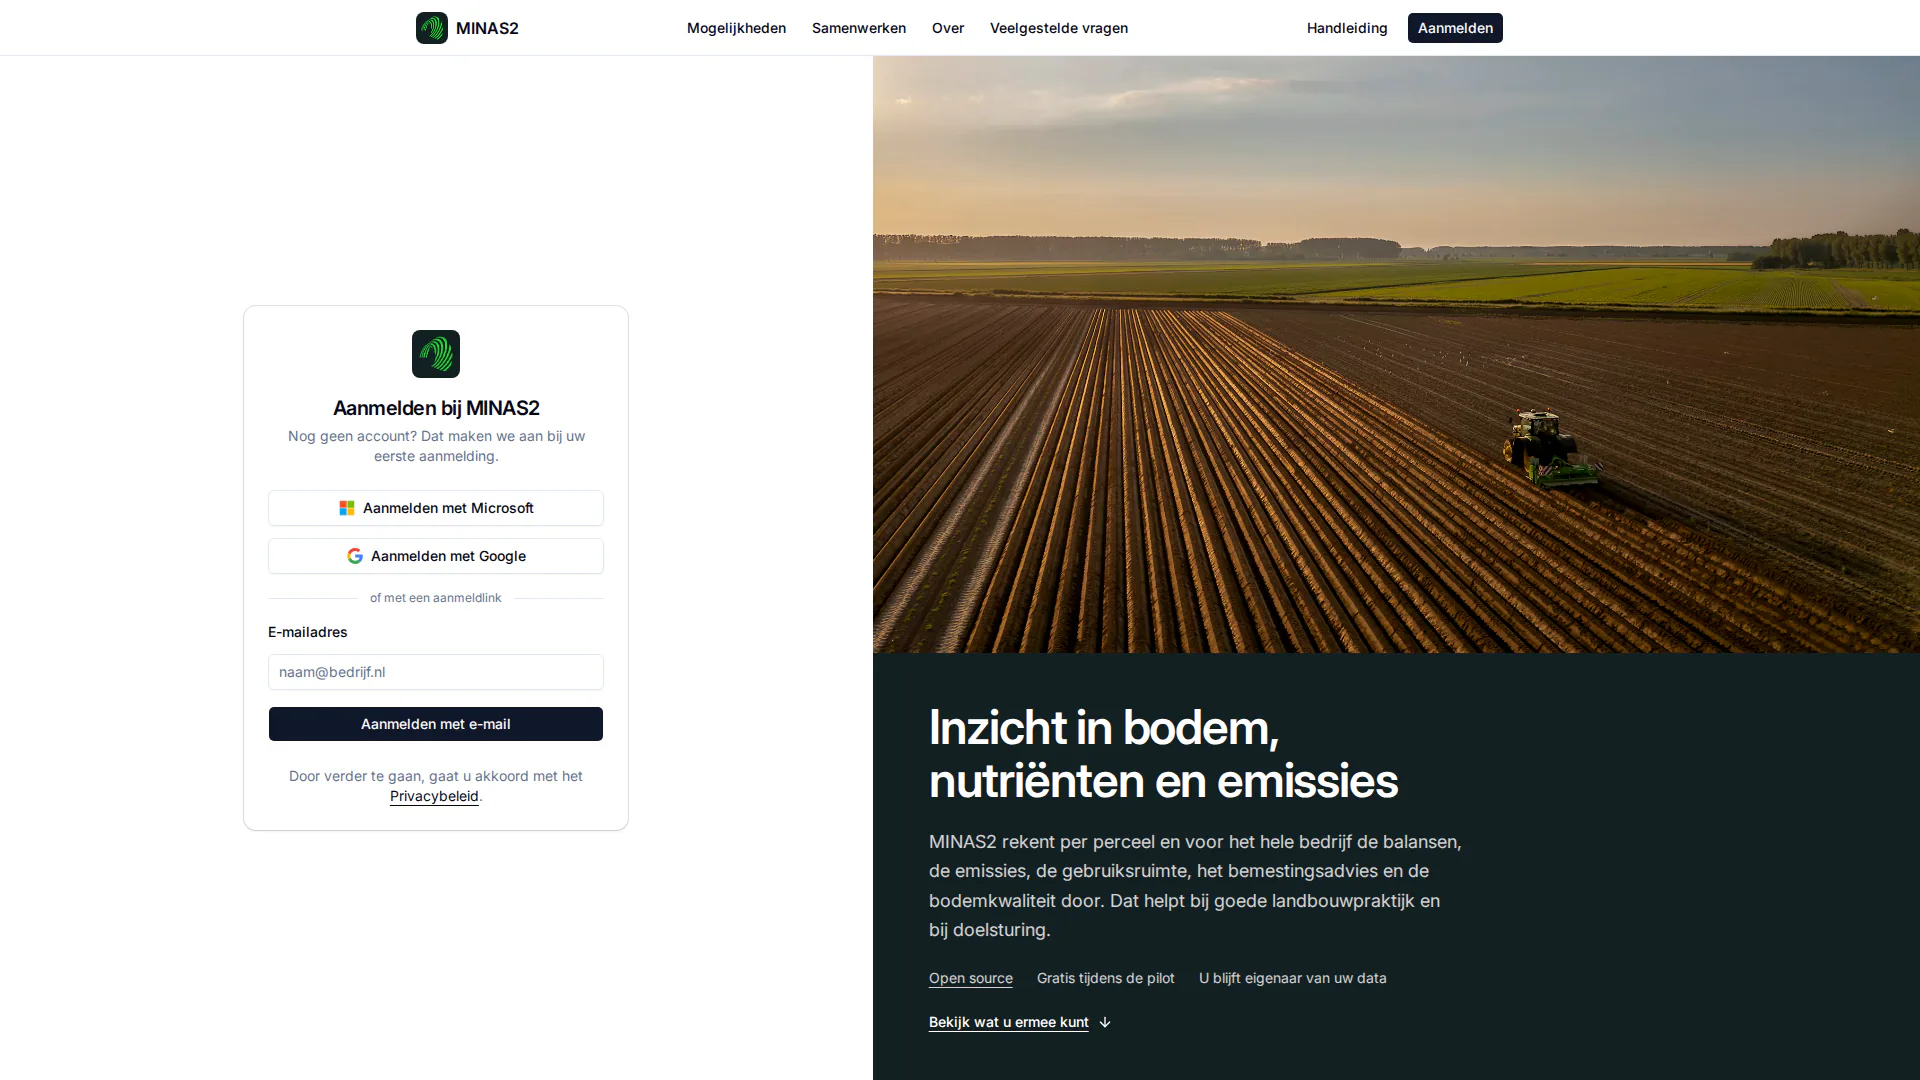 MINAS2
Mogelijkheden
Samenwerken
Over
Veelgestelde vragen
Handleiding
Aanmelden
Aanmelden bij MINAS2
Nog geen account? Dat maken we aan bij uw
eerste aanmelding.
Aanmelden met Microsoft
Aanmelden met Google
of met een aanmeldlink
E-mailadres
naam@bedrijf.nl
Aanmelden met e-mail
Door verder te gaan, gaat u akkoord met het
Privacybeleid.
Inzicht in bodem,
nutriënten en emissies
MINAS2 rekent per perceel en voor het hele bedrijf de balansen,
de emissies, de gebruiksruimte, het bemestingsadvies en de
bodemkwaliteit door. Dat helpt bij goede landbouwpraktijk en
bij doelsturing.
Open source
Gratis tijdens de pilot
U blijft eigenaar van uw data
Bekijk wat u ermee kunt ↓